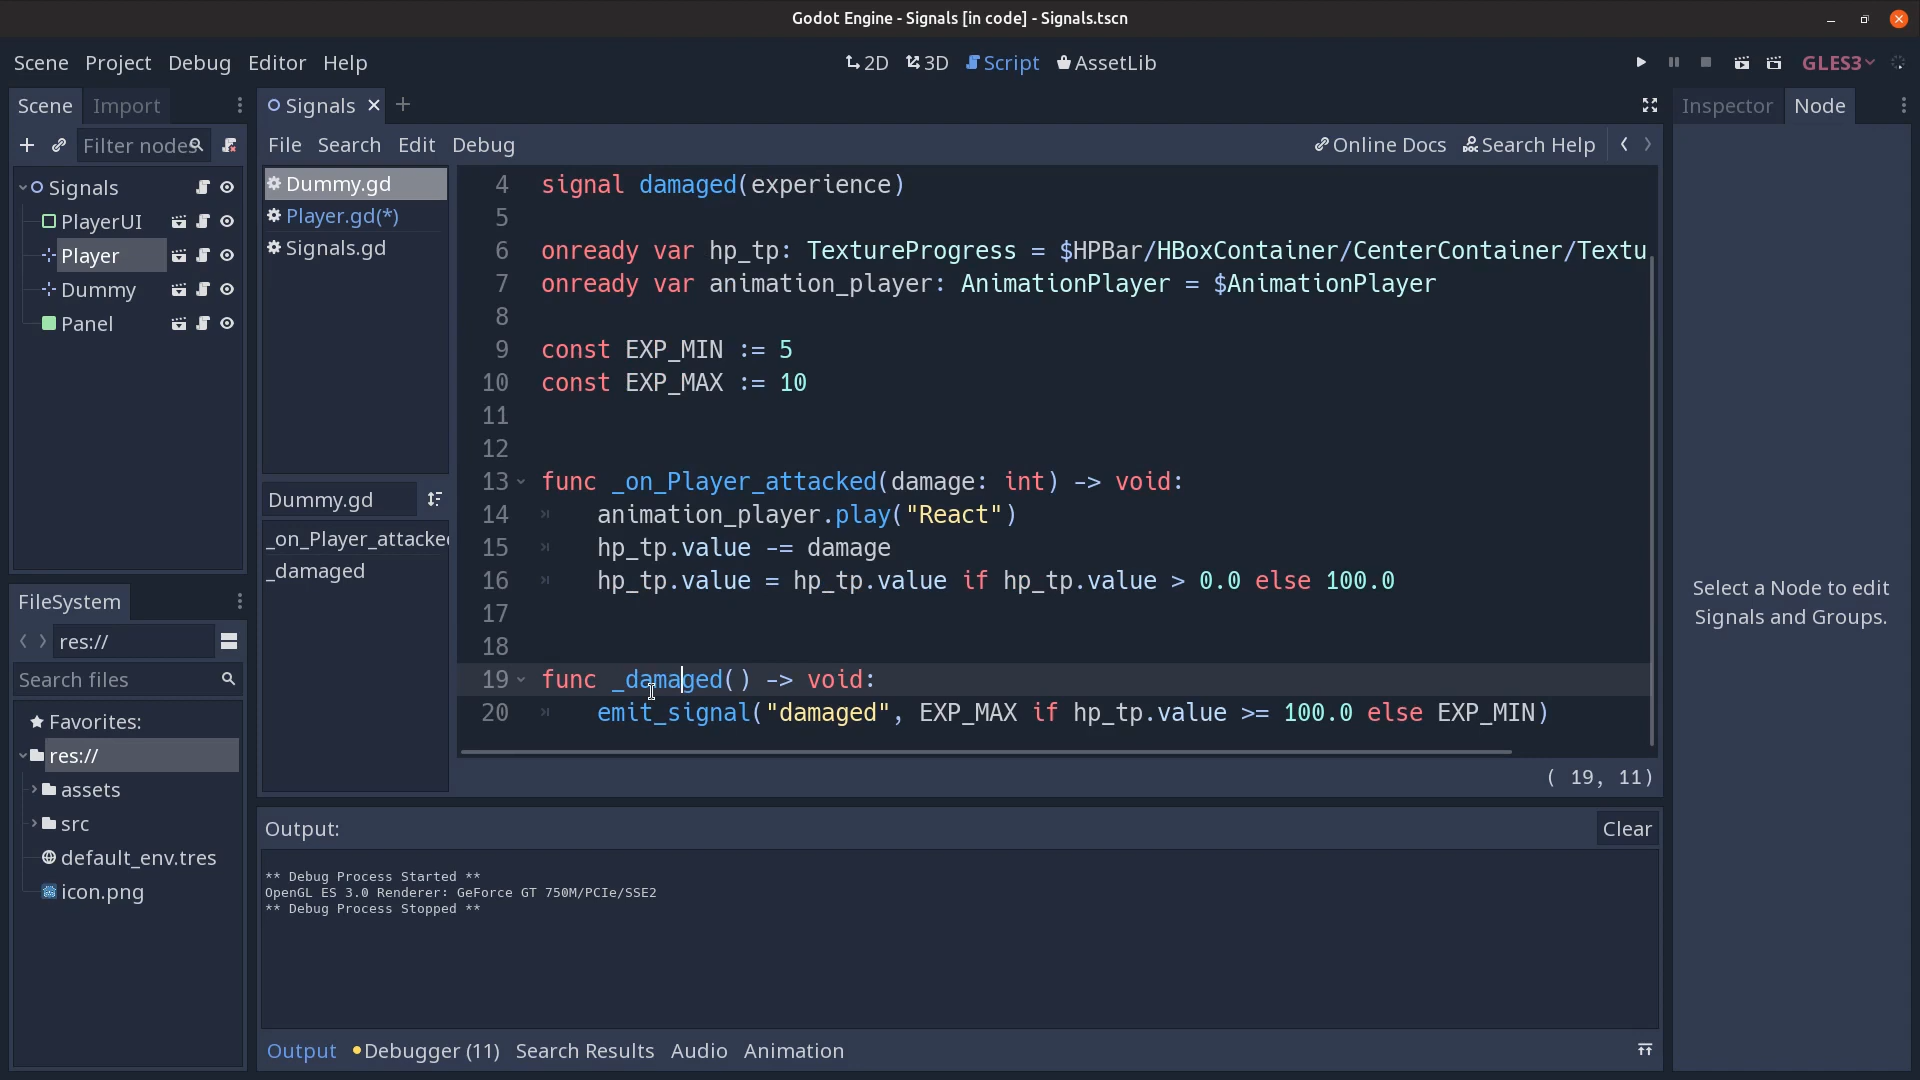 Godot Engine - Signals [in code] - Signals.tscn
Scene Project Debug Editor Help
2D 3D Script AssetLib
GLES3
Scene Import
Signals
Inspector Node
Filter nodes
File Search Edit Debug
Online Docs Search Help
Signals
PlayerUI
Player
Dummy
Panel
Dummy.gd
Player.gd(*)
Signals.gd
Dummy.gd
_on_Player_attacked
_damaged
4 signal damaged(experience)
5
6 onready var hp_tp: TextureProgress = $HPBar/HBoxContainer/CenterContainer/Textu
7 onready var animation_player: AnimationPlayer = $AnimationPlayer
8
9 const EXP_MIN := 5
10 const EXP_MAX := 10
11
12
13 func _on_Player_attacked(damage: int) -> void:
14 animation_player.play("React")
15 hp_tp.value -= damage
16 hp_tp.value = hp_tp.value if hp_tp.value > 0.0 else 100.0
17
18
19 func _damaged() -> void:
20 emit_signal("damaged", EXP_MAX if hp_tp.value >= 100.0 else EXP_MIN)
( 19, 11)
Select a Node to edit
Signals and Groups.
FileSystem
res://
Search files
Favorites:
res://
assets
src
default_env.tres
icon.png
Output:
Clear
** Debug Process Started **
OpenGL ES 3.0 Renderer: GeForce GT 750M/PCIe/SSE2
** Debug Process Stopped **
Output Debugger (11) Search Results Audio Animation